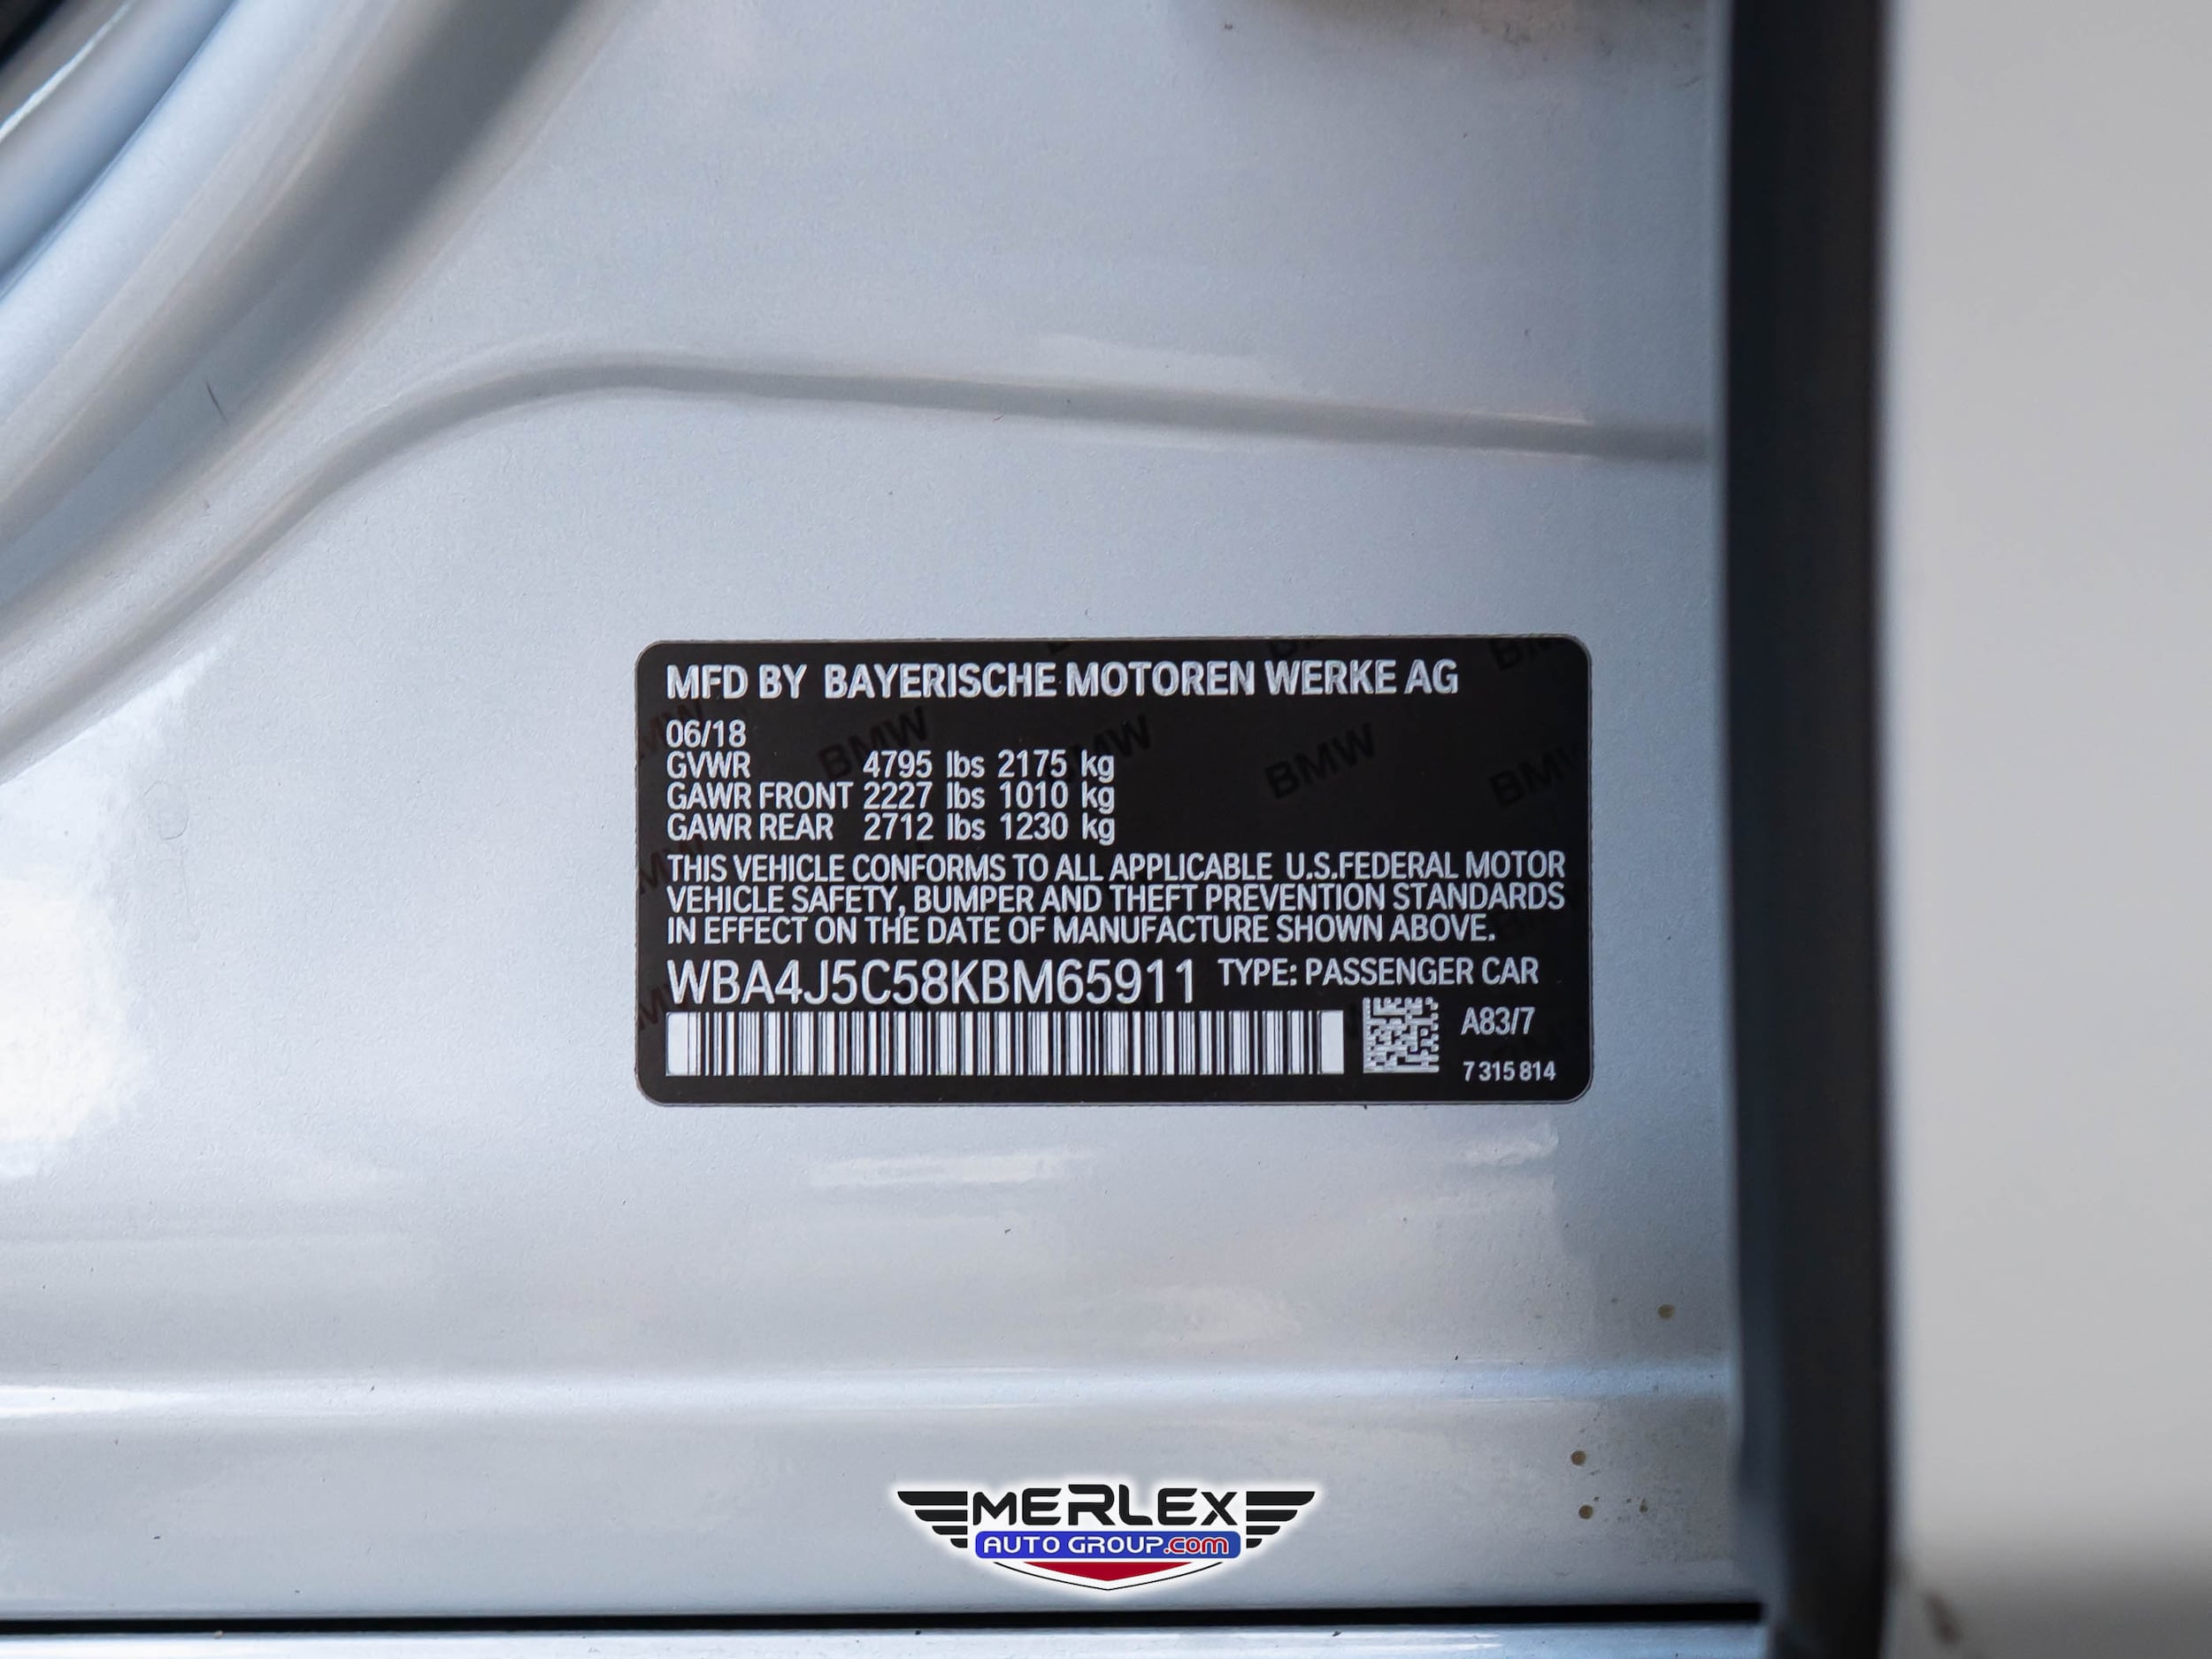 MFD BY BAYERISCHE MOTOREN WERKE AG
06/18
GVWR 4795 lbs 2175 kg
GAWR FRONT 2227 lbs 1010 kg
GAWR REAR 2712 lbs 1230 kg
THIS VEHICLE CONFORMS TO ALL APPLICABLE U.S.FEDERAL MOTOR
VEHICLE SAFETY, BUMPER AND THEFT PREVENTION STANDARDS
IN EFFECT ON THE DATE OF MANUFACTURE SHOWN ABOVE.
WBA4J5C58KBM65911 TYPE: PASSENGER CAR
A83/7
7 315 814
MERLEX
AUTO GROUP.com